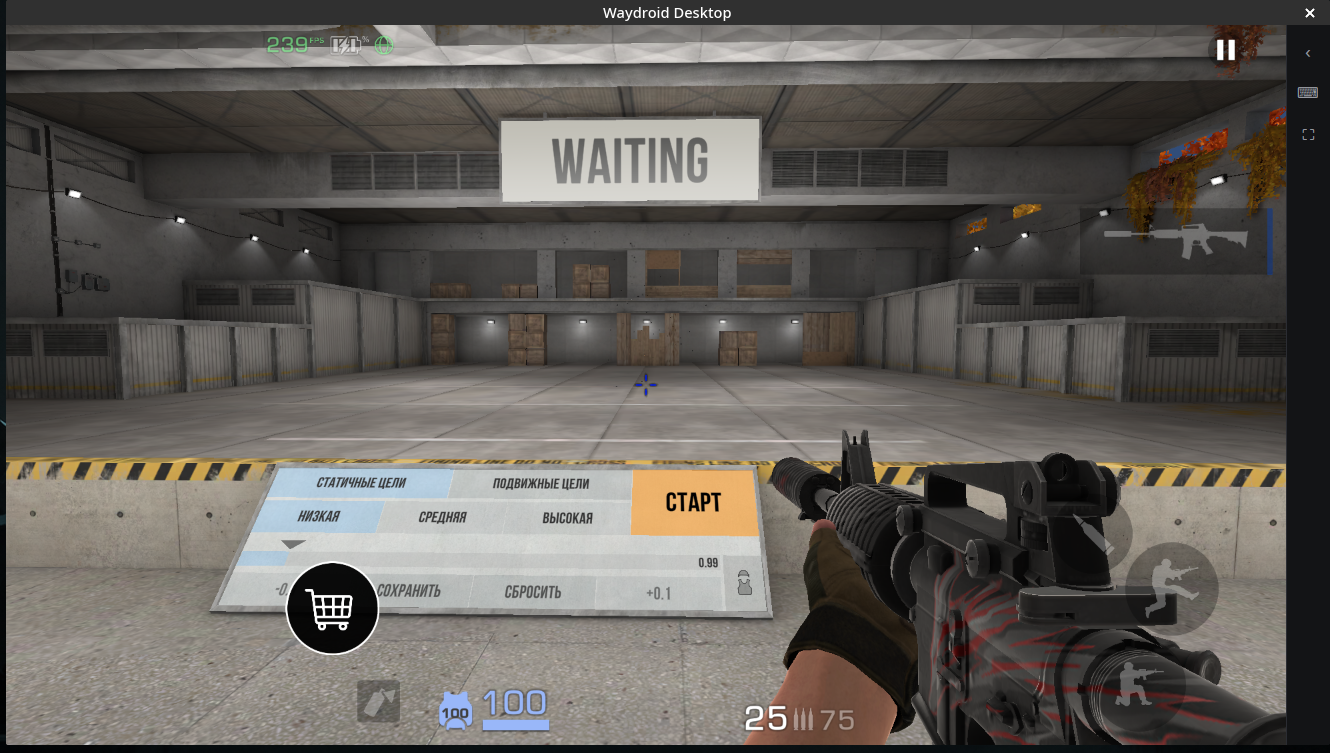 Waydroid Desktop
239 FPS %
WAITING
СТАТИЧНЫЕ ЦЕЛИ ПОДВИЖНЫЕ ЦЕЛИ
СТАРТ
НИЗКАЯ СРЕДНЯЯ ВЫСОКАЯ
0.99
СОХРАНИТЬ СБРОСИТЬ +0.1
100 100
25 75